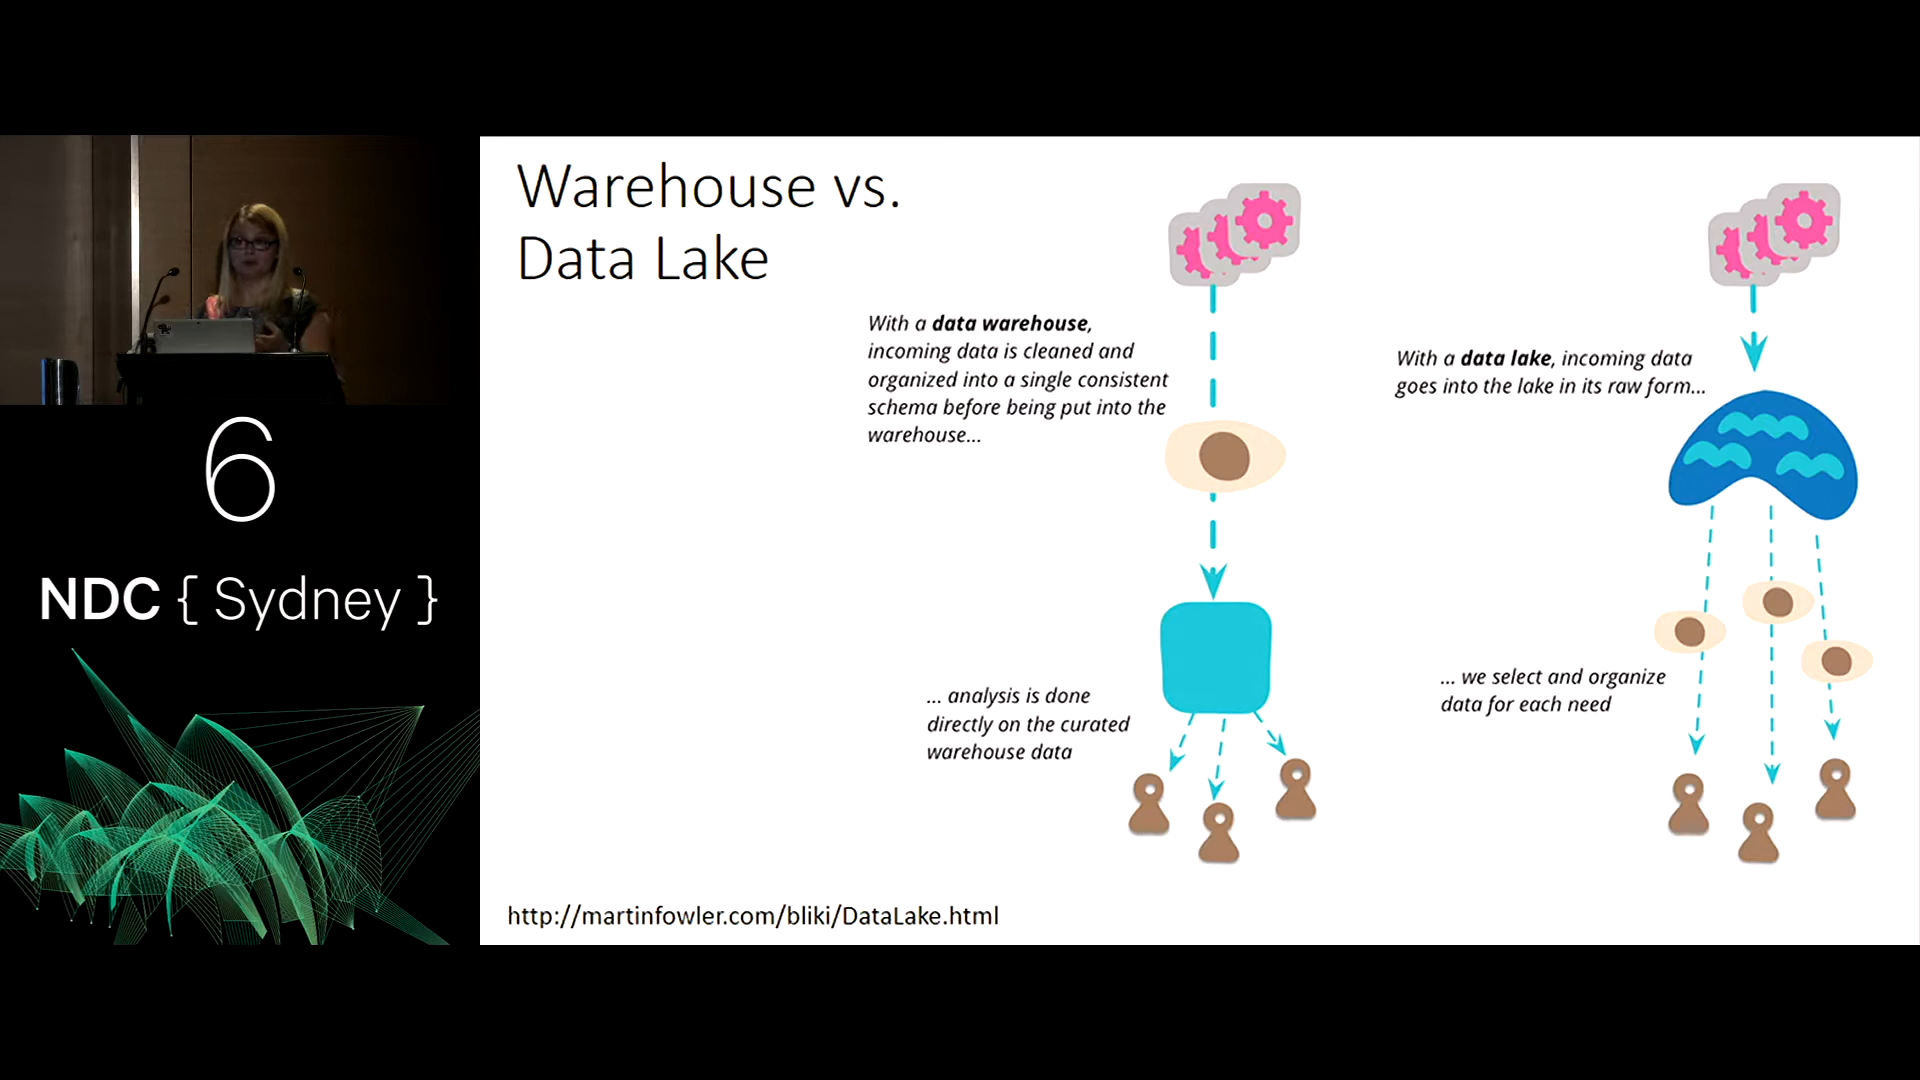 Warehouse vs.
Data Lake
With a data warehouse,
incoming data is cleaned and
organized into a single consistent
schema before being put into the
warehouse...
... analysis is done
directly on the curated
warehouse data
With a data lake, incoming data
goes into the lake in its raw form...
... we select and organize
data for each need
http://martinfowler.com/bliki/DataLake.html
6
NDC { Sydney }